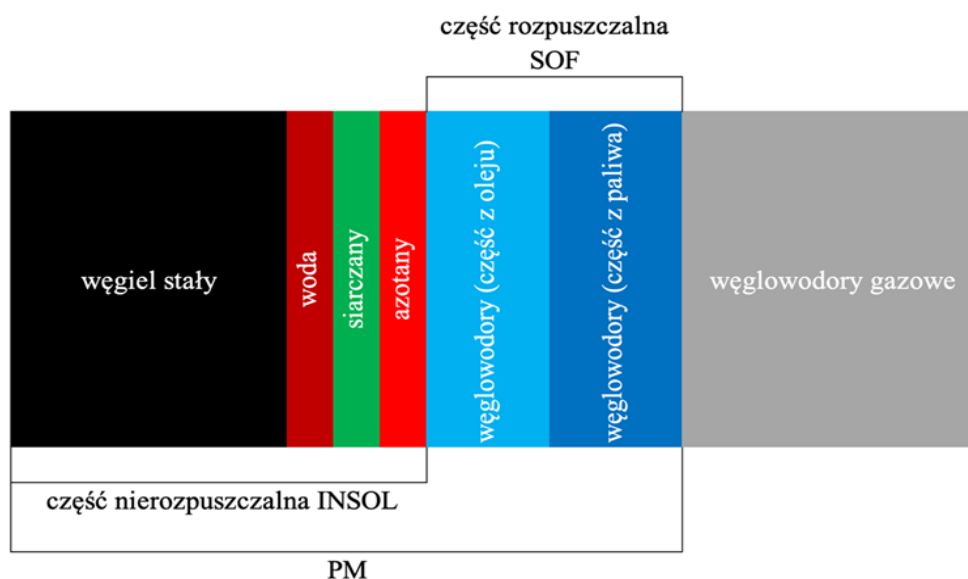 część rozpuszczalna
SOF
węgiel stały
woda
siarczany
azotany
węglowodory (część z oleju)
węglowodory (część z paliwa)
węglowodory gazowe
część nierozpuszczalna INSOL
PM